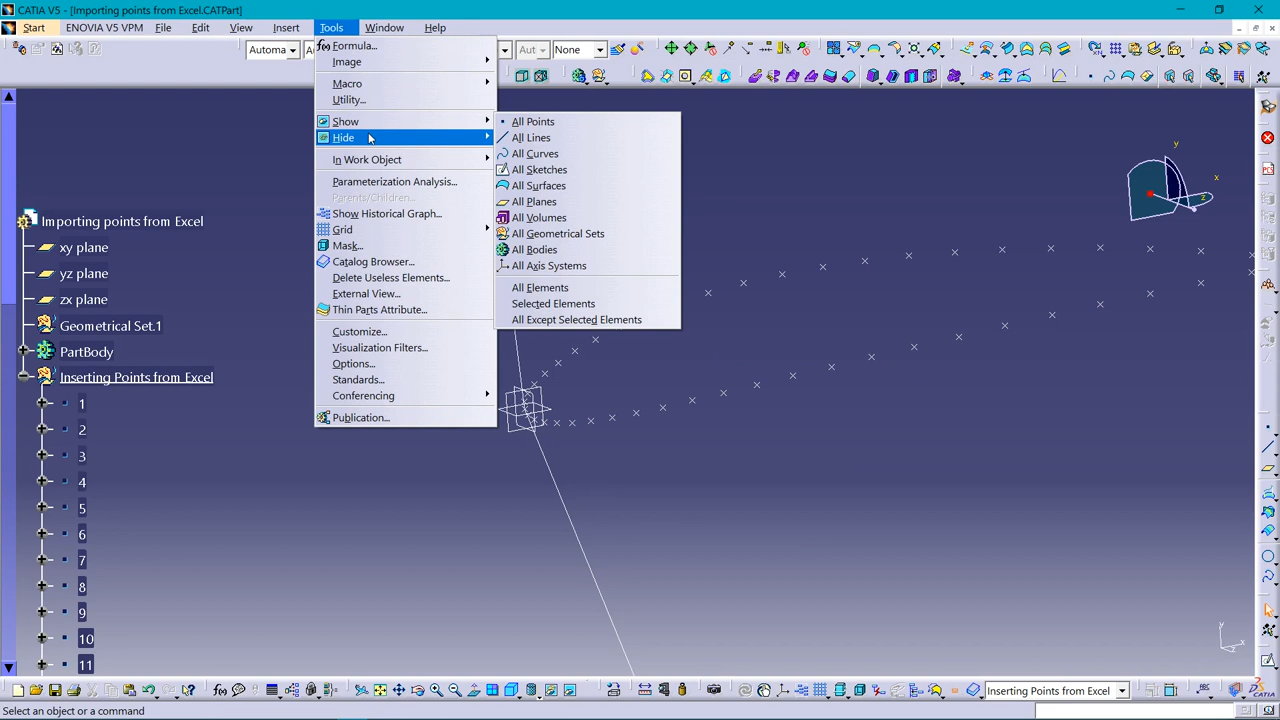 CATIA V5 - [Importing points from Excel.CATPart]
Start ENOVIA V5 VPM File Edit View Insert Tools Window Help
Automa Aut None
Formula...
Image
Macro
Utility...
Show
Hide
In Work Object
Parameterization Analysis...
Parents/Children...
Show Historical Graph...
Grid
Mask...
Catalog Browser...
Delete Useless Elements...
External View...
Thin Parts Attribute...
Customize...
Visualization Filters...
Options...
Standards...
Conferencing
Publication...
All Points
All Lines
All Curves
All Sketches
All Surfaces
All Planes
All Volumes
All Geometrical Sets
All Bodies
All Axis Systems
All Elements
Selected Elements
All Except Selected Elements
y
x
z
Importing points from Excel
xy plane
yz plane
zx plane
Geometrical Set.1
PartBody
Inserting Points from Excel
1
2
3
4
5
6
7
8
9
10
11
y
x
z
Inserting Points from Excel
Select an object or a command